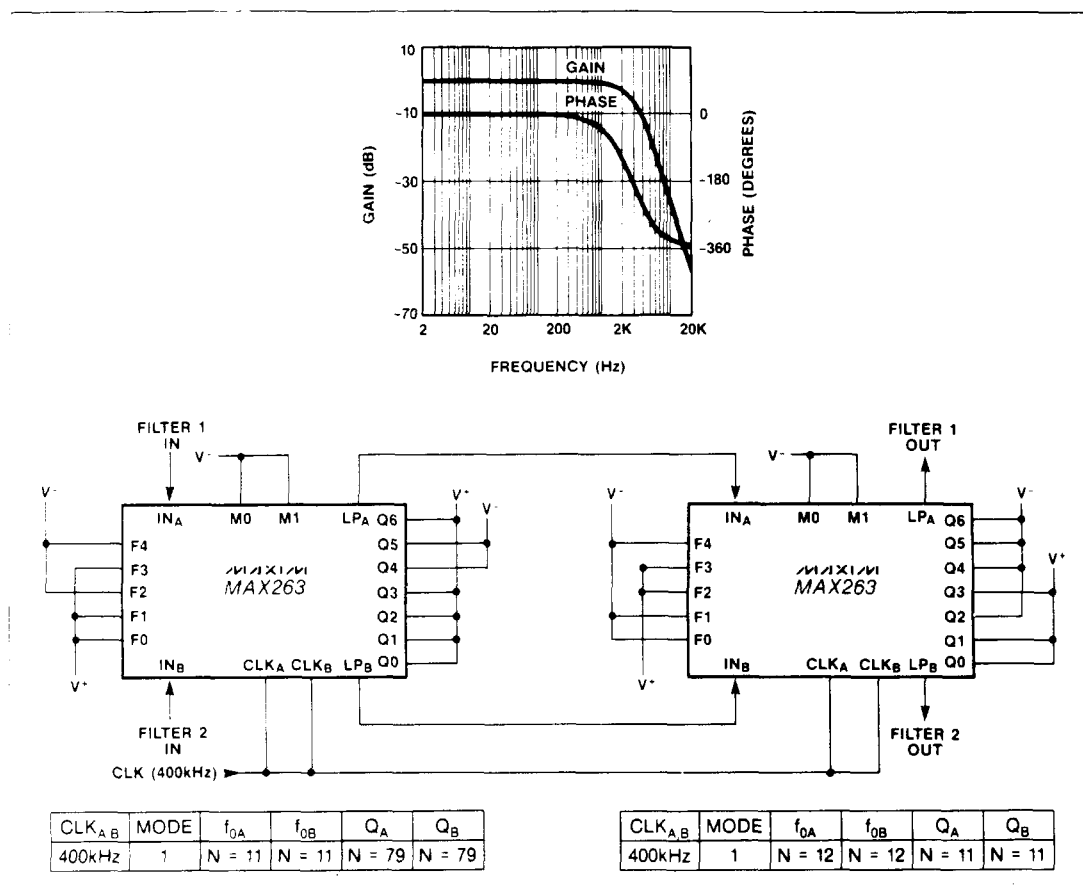 10
-10
-30
-50
-70
GAIN (dB)
GAIN
PHASE
0
-180
-360
PHASE (DEGREES)
2
20
200
2K
20K
FREQUENCY (Hz)
FILTER 1
IN
V-
V-
INA
M0
M1
LPA
Q6
V+
V-
F4
F3
F2
F1
F0
MAXIM
MAX263
Q5
Q4
Q3
Q2
Q1
Q0
INB
CLKA
CLKB
LPB
V+
FILTER 2
IN
CLK (400kHz)
FILTER 1
OUT
V-
V-
INA
M0
M1
LPA
Q6
V-
V+
F4
F3
F2
F1
F0
MAXIM
MAX263
Q5
Q4
Q3
Q2
Q1
Q0
INB
CLKA
CLKB
LPB
V+
FILTER 2
OUT
CLKA,B MODE f0A f0B QA QB
400kHz 1 N = 11 N = 11 N = 79 N = 79
CLKA,B MODE f0A f0B QA QB
400kHz 1 N = 12 N = 12 N = 11 N = 11